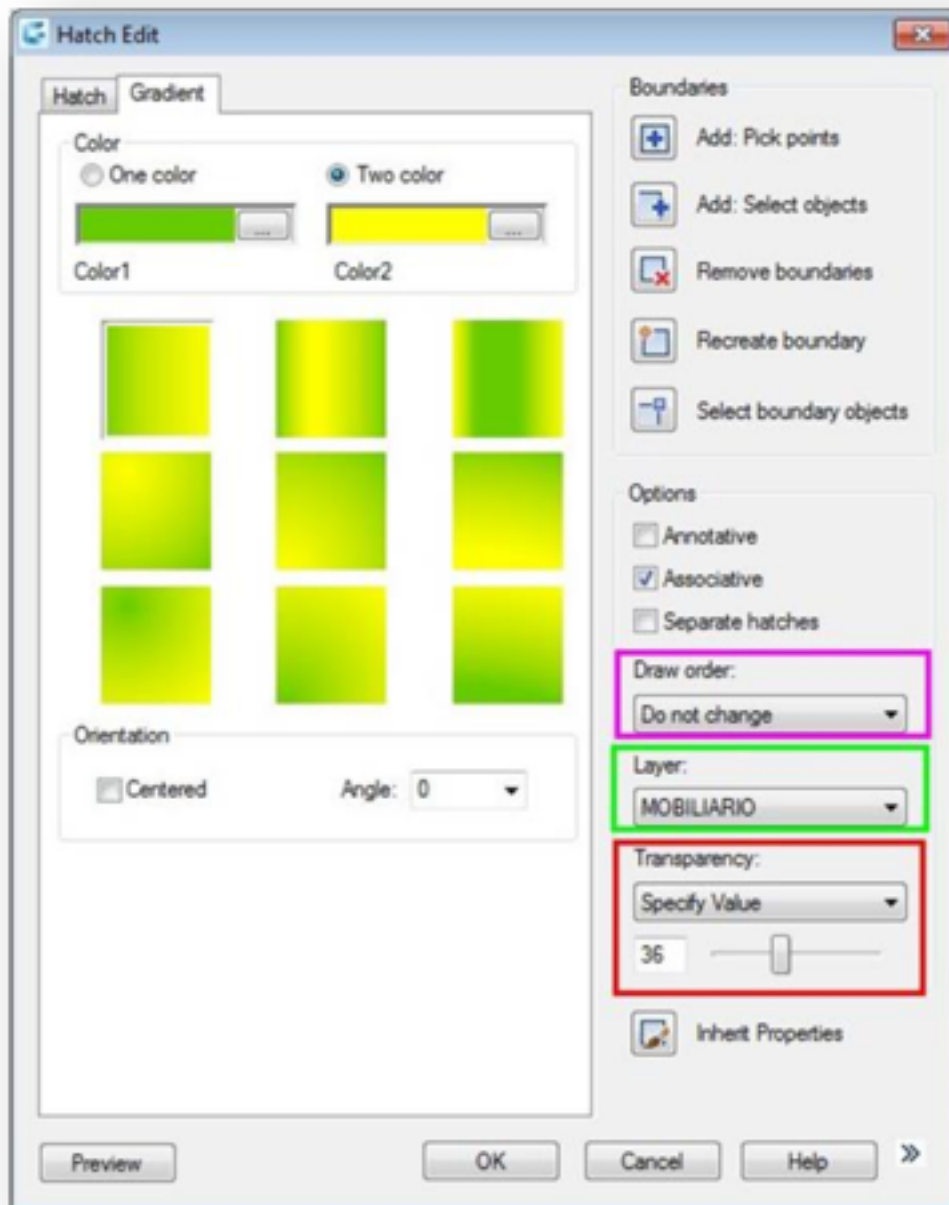 Hatch Edit
Hatch
Gradient
Color
One color
Two color
...
...
Color1
Color2
Orientation
Centered
Angle: 0
Boundaries
Add: Pick points
Add: Select objects
Remove boundaries
Recreate boundary
Select boundary objects
Options
Annotative
Associative
Separate hatches
Draw order:
Do not change
Layer:
MOBILIARIO
Transparency:
Specify Value
36
Inherit Properties
Preview
OK
Cancel
Help